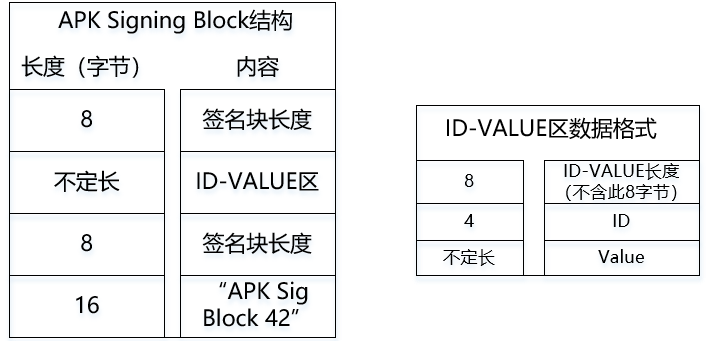 APK Signing Block结构
长度（字节） 内容
8 签名块长度
不定长 ID-VALUE区
8 签名块长度
16 “APK Sig
Block 42”
ID-VALUE区数据格式
8 ID-VALUE长度
（不含此8字节）
4 ID
不定长 Value